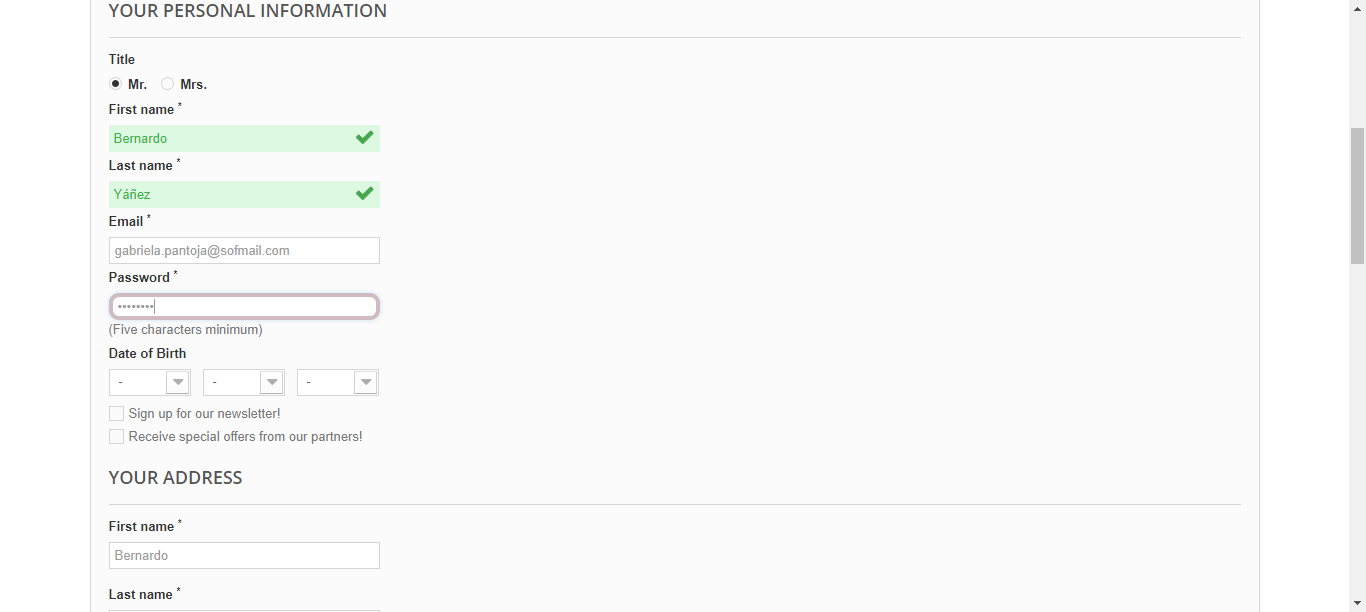 YOUR PERSONAL INFORMATION
Title
Mr. Mrs.
First name *
Bernardo
Last name *
Yáñez
Email *
gabriela.pantoja@sofmail.com
Password *
••••••••
(Five characters minimum)
Date of Birth
- - -
Sign up for our newsletter!
Receive special offers from our partners!
YOUR ADDRESS
First name *
Bernardo
Last name *